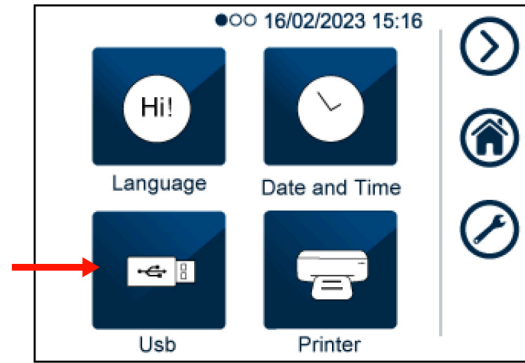 16/02/2023 15:16
Hi!
Language
Date and Time
Usb
Printer